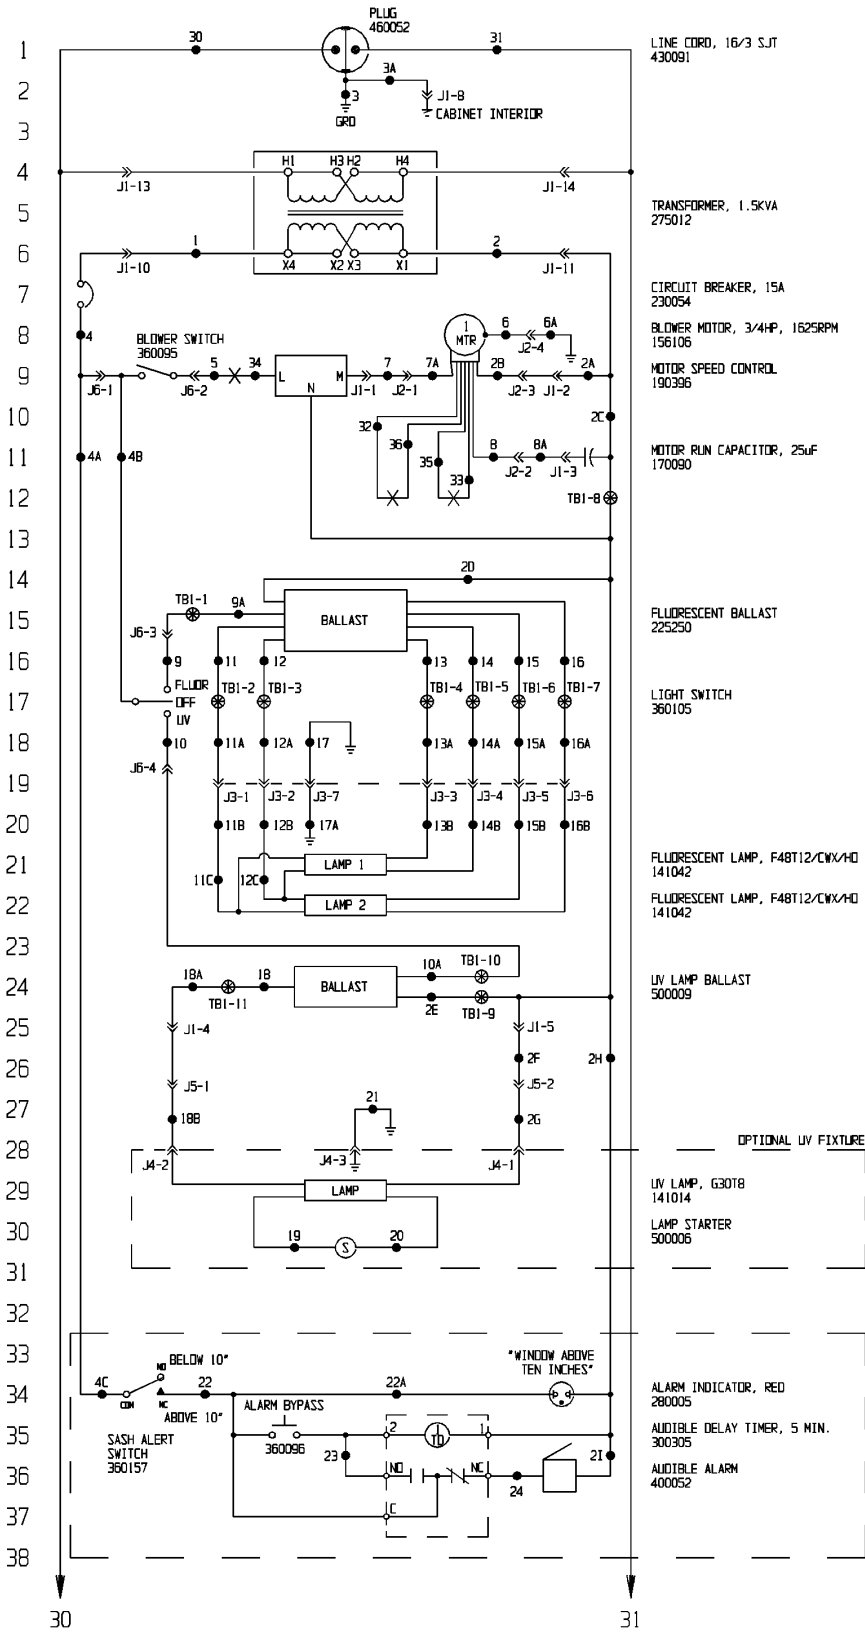 PLUG
460052
1 30 31 LINE CORD, 16/3 SJT
430091
3A
2 3 J1-8
GRD CABINET INTERIOR
3
H1 H3 H2 H4
4
J1-13 J1-14
5 TRANSFORMER, 1.5KVA
275012
6 1 2
J1-10 X4 X2 X3 X1 J1-11
7 CIRCUIT BREAKER, 15A
230054
8 4 BLOWER SWITCH 1 6 6A BLOWER MOTOR, 3/4HP, 1625RPM
360095 MTR J2-4 156106
9 5 34 L N M 7 7A 2B 2A MOTOR SPEED CONTROL
J6-1 J6-2 J1-1 J2-1 J2-3 J1-2 190396
10 32 2C
36
11 4A 4B 35 8 8A MOTOR RUN CAPACITOR, 25uF
33 J2-2 J1-3 170090
12 TB1-8
13
14 2D
TB1-1 9A
15 BALLAST FLUORESCENT BALLAST
J6-3 225250
16 9 11 12 13 14 15 16
FLUOR TB1-2 TB1-3 TB1-4 TB1-5 TB1-6 TB1-7
17 OFF LIGHT SWITCH
UV 360105
18 10 11A 12A 17 13A 14A 15A 16A
J6-4
19 J3-1 J3-2 J3-7 J3-3 J3-4 J3-5 J3-6
20 11B 12B 17A 13B 14B 15B 16B
21 LAMP 1 FLUORESCENT LAMP, F48T12/CWX/HO
11C 12C 141042
22 LAMP 2 FLUORESCENT LAMP, F48T12/CWX/HO
141042
23
10A TB1-10
24 18A 18 BALLAST UV LAMP BALLAST
TB1-11 2E TB1-9 500009
25 J1-4 J1-5
26 2F 2H
J5-1 J5-2
27 18B 21 2G
28 OPTIONAL UV FIXTURE
J4-2 J4-3 J4-1
29 LAMP UV LAMP, G30T8
141014
30 19 S 20 LAMP STARTER
500006
31
32
33 NO BELOW 10" "WINDOW ABOVE
TEN INCHES"
34 4C COM NC 22 22A ALARM INDICATOR, RED
ABOVE 10" ALARM BYPASS 280005
35 SASH ALERT 2 TD 1 AUDIBLE DELAY TIMER, 5 MIN.
SWITCH 360096 300305
360157 23 2I
36 NO NC 24 AUDIBLE ALARM
400052
37 C
38
30 31